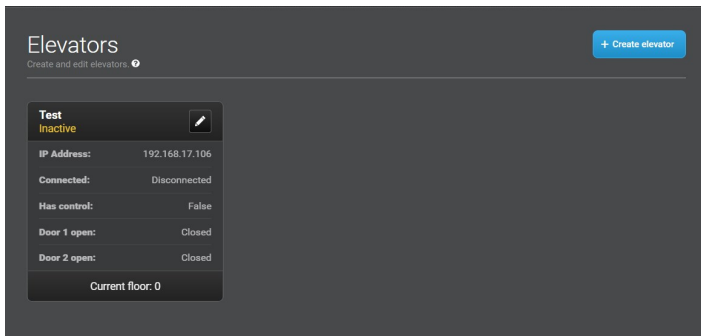 Elevators
+ Create elevator
Create and edit elevators. ?
Test
Inactive
IP Address: 192.168.17.106
Connected: Disconnected
Has control: False
Door 1 open: Closed
Door 2 open: Closed
Current floor: 0